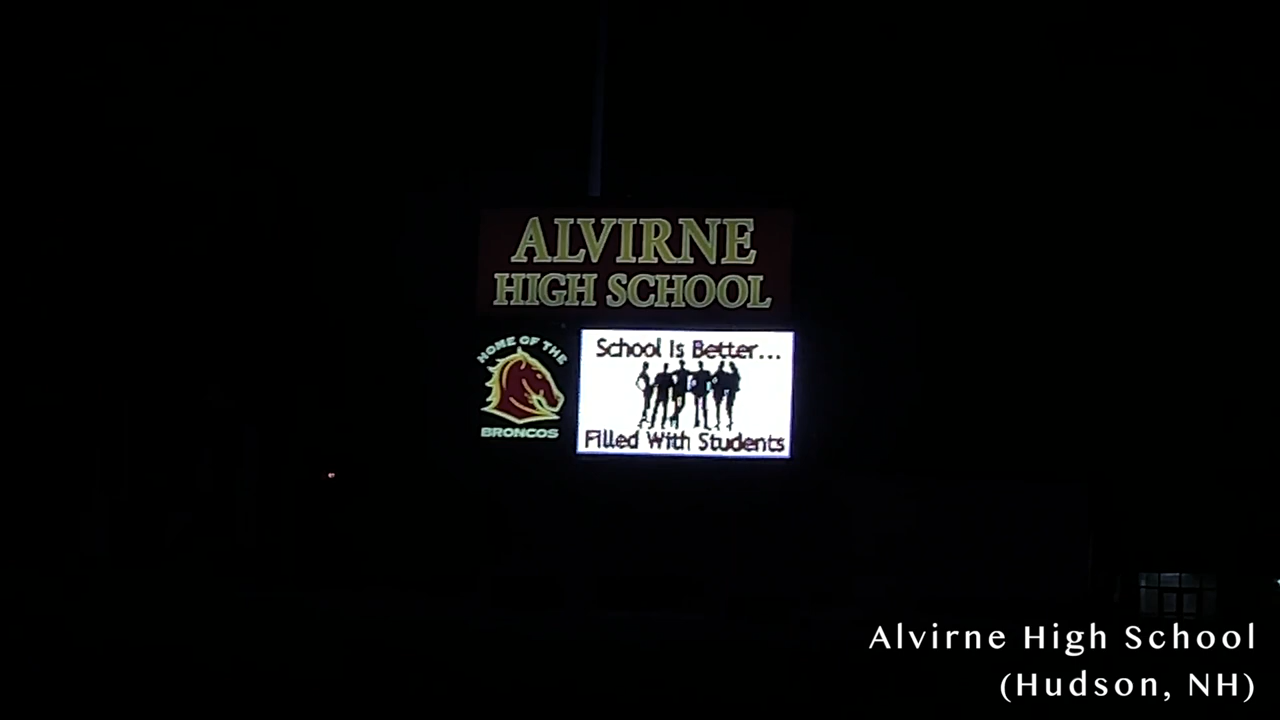 ALVIRNE
HIGH SCHOOL
HOME OF THE
BRONCOS
School Is Better...
Filled With Students
Alvirne High School
(Hudson, NH)